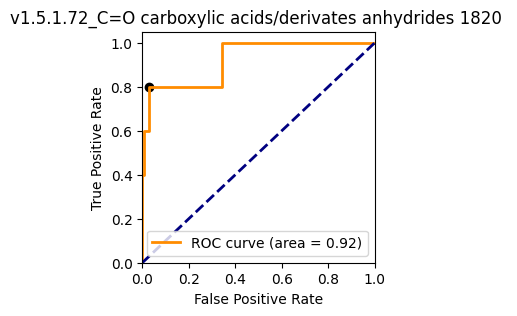 v1.5.1.72_C=O carboxylic acids/derivates anhydrides 1820
1.0
0.8
0.6
0.4
0.2
0.0
True Positive Rate
ROC curve (area = 0.92)
0.0 0.2 0.4 0.6 0.8 1.0
False Positive Rate